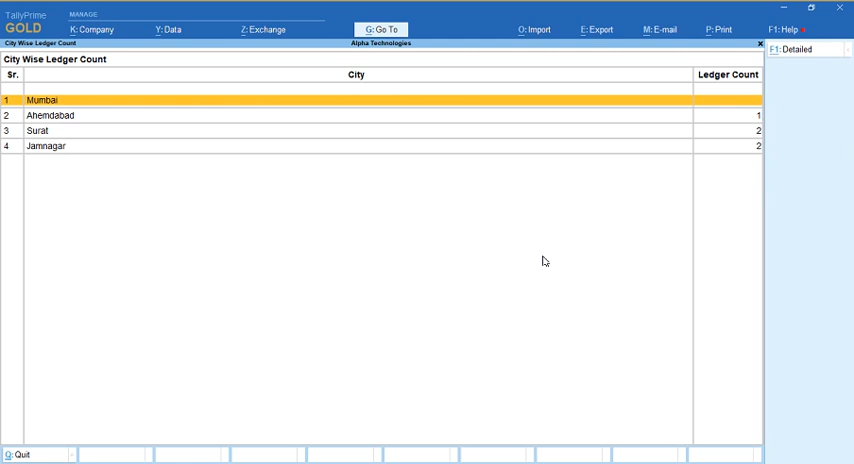 TallyPrime
GOLD
MANAGE
K: Company
Y: Data
Z: Exchange
G: Go To
O: Import
E: Export
M: E-mail
P: Print
F1: Help
City Wise Ledger Count
Alpha Technologies
F1: Detailed
City Wise Ledger Count
Sr. City Ledger Count
1 Mumbai
2 Ahemdabad 1
3 Surat 2
4 Jamnagar 2
Q: Quit